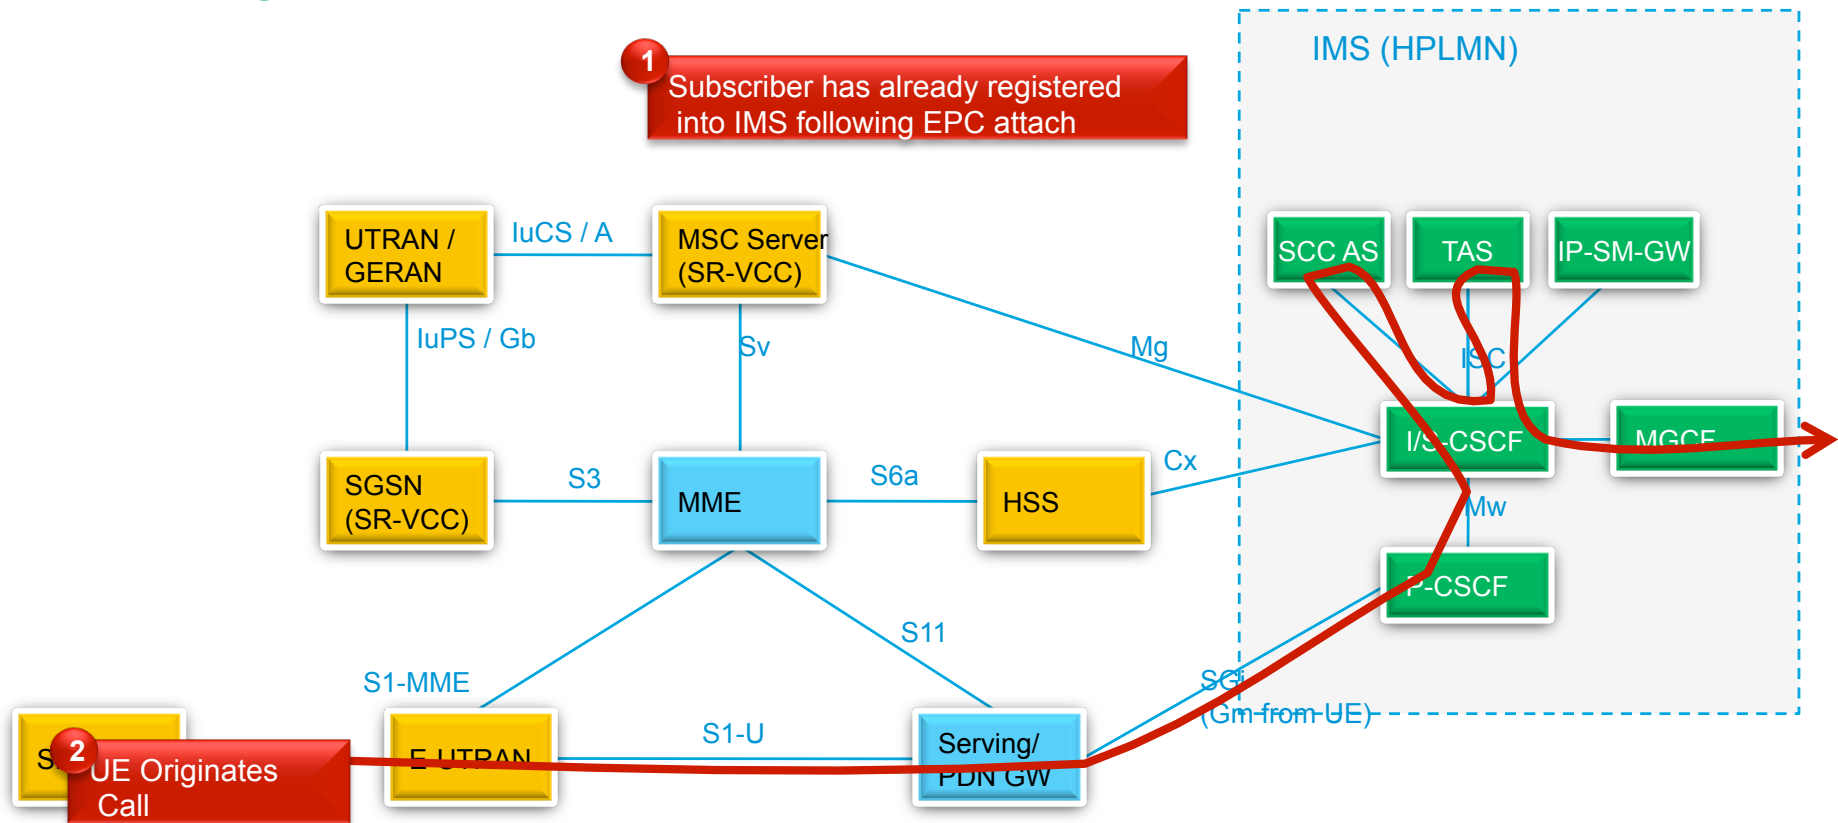 IMS (HPLMN)
1
Subscriber has already registered
into IMS following EPC attach
UTRAN /
GERAN
IuCS / A
MSC Server
(SR-VCC)
SCC AS
TAS
IP-SM-GW
IuPS / Gb
Sv
Mg
ISC
I/S-CSCF
MGCF
SGSN
(SR-VCC)
S3
MME
S6a
HSS
Cx
Mw
P-CSCF
S11
S1-MME
SGi
(Gm from UE)
2
UE Originates
Call
E-UTRAN
S1-U
Serving/
PDN GW